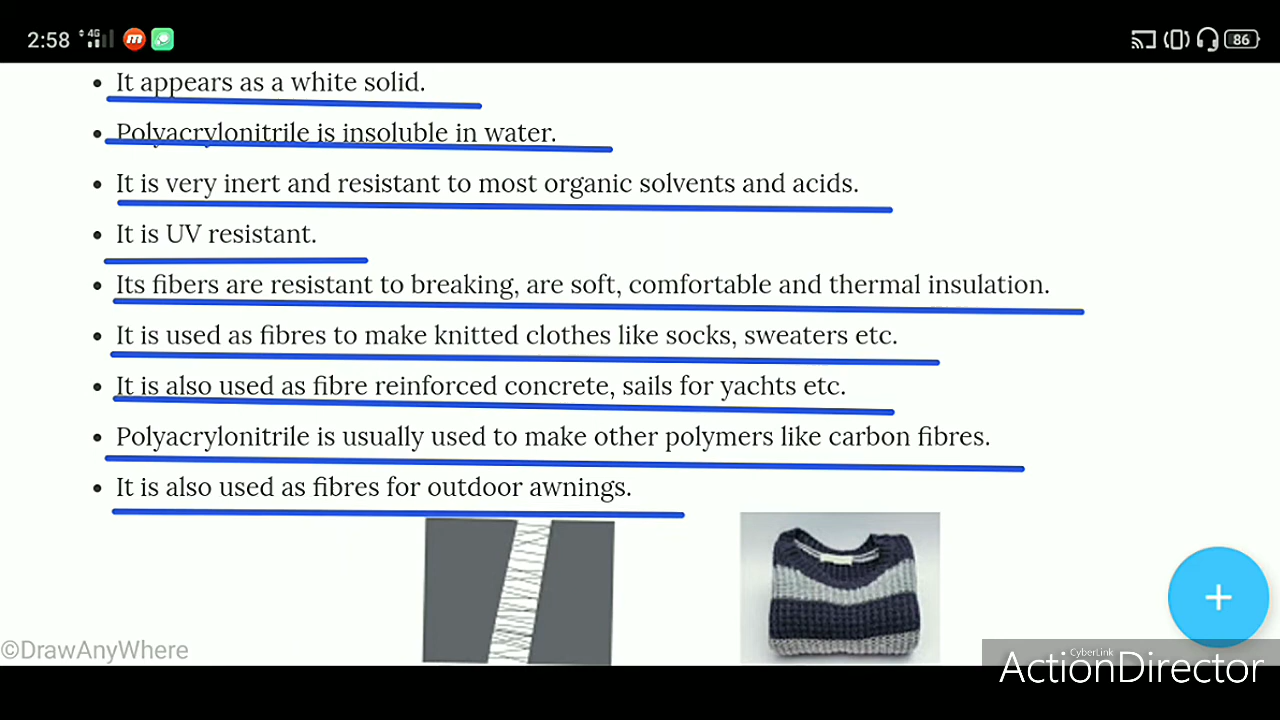 2:58 4G 86
• It appears as a white solid.
• Polyacrylonitrile is insoluble in water.
• It is very inert and resistant to most organic solvents and acids.
• It is UV resistant.
• Its fibers are resistant to breaking, are soft, comfortable and thermal insulation.
• It is used as fibres to make knitted clothes like socks, sweaters etc.
• It is also used as fibre reinforced concrete, sails for yachts etc.
• Polyacrylonitrile is usually used to make other polymers like carbon fibres.
• It is also used as fibres for outdoor awnings.
©DrawAnyWhere
CyberLink
ActionDirector